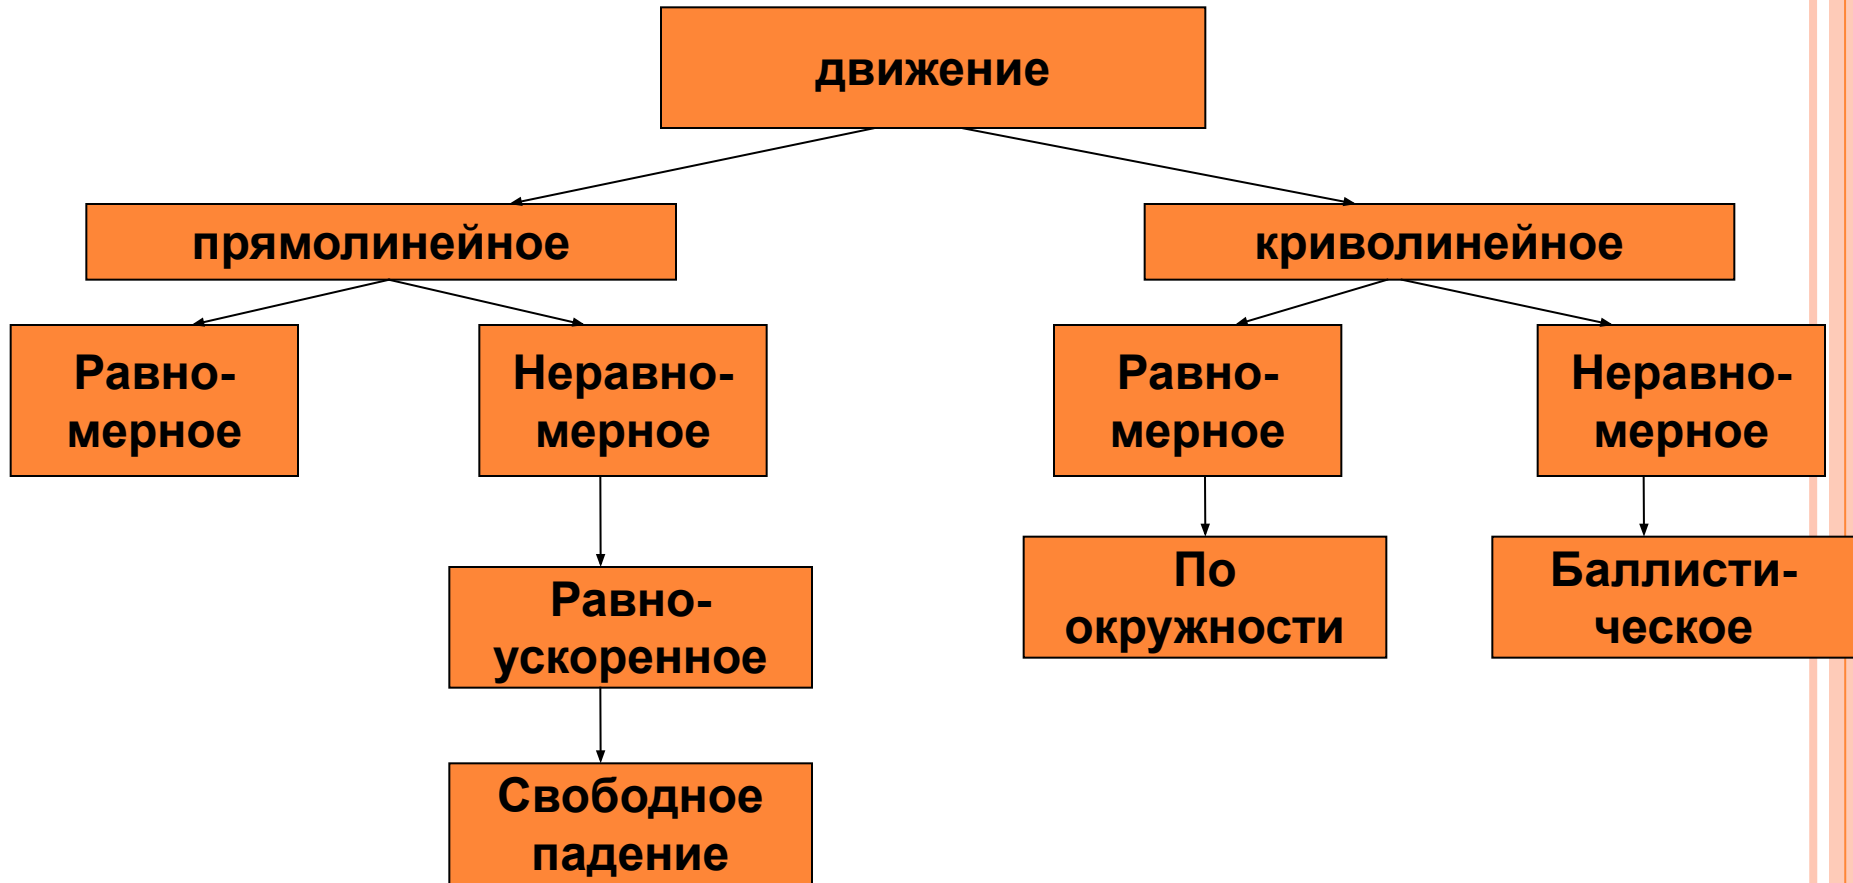 движение
прямолинейное
криволинейное
Равно-
мерное
Неравно-
мерное
Равно-
мерное
Неравно-
мерное
Равно-
ускоренное
По
окружности
Баллисти-
ческое
Свободное
падение